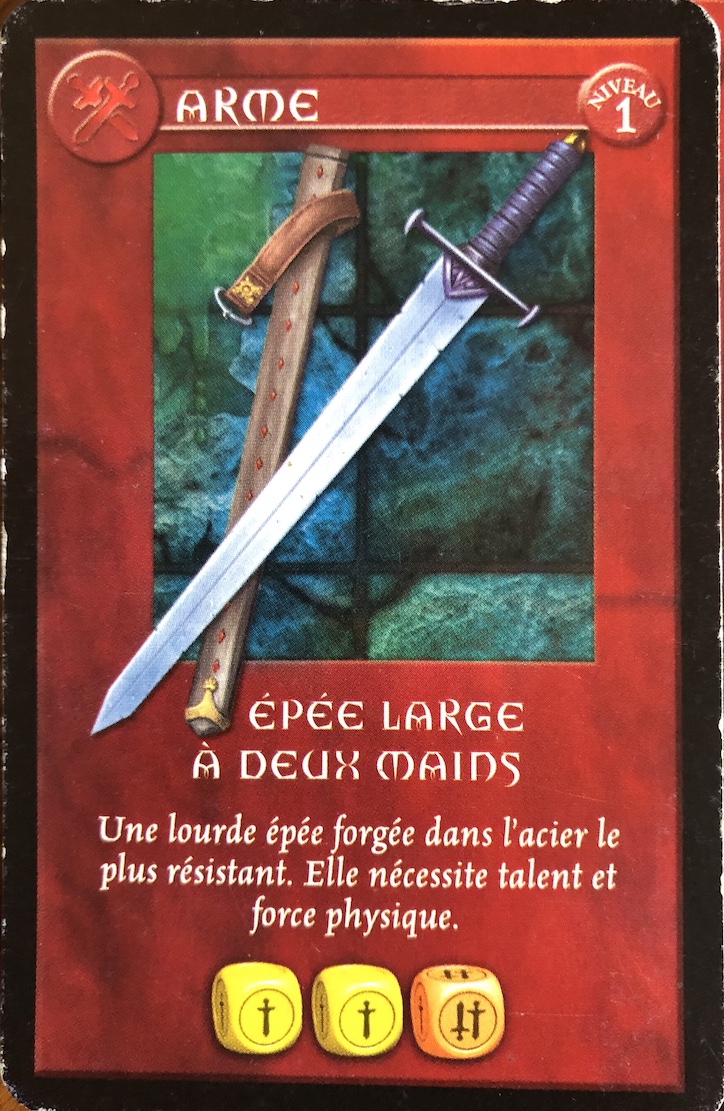 ARME
NIVEAU
1
ÉPÉE LARGE
À DEUX MAINS
Une lourde épée forgée dans l'acier le
plus résistant. Elle nécessite talent et
force physique.